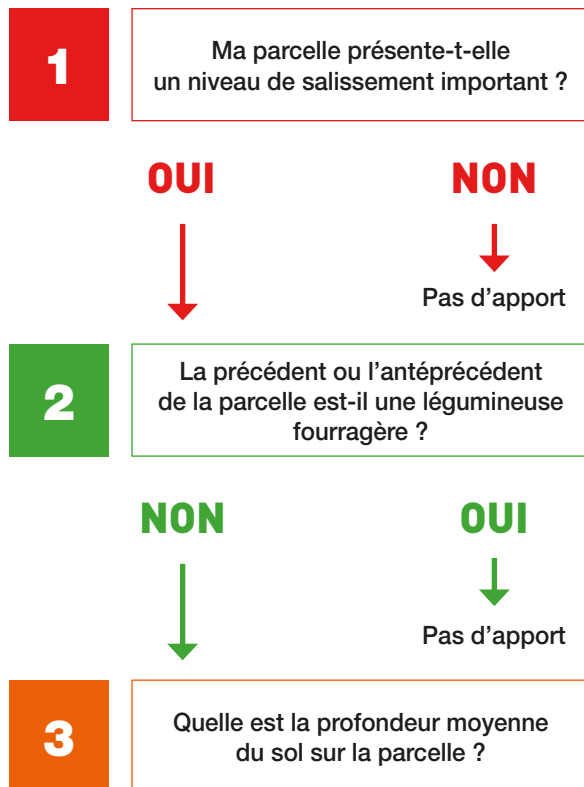 1
Ma parcelle présente-t-elle
un niveau de salissement important ?
OUI
NON
Pas d'apport
2
La précédent ou l'antéprécédent
de la parcelle est-il une légumineuse
fourragère ?
NON
OUI
Pas d'apport
3
Quelle est la profondeur moyenne
du sol sur la parcelle ?